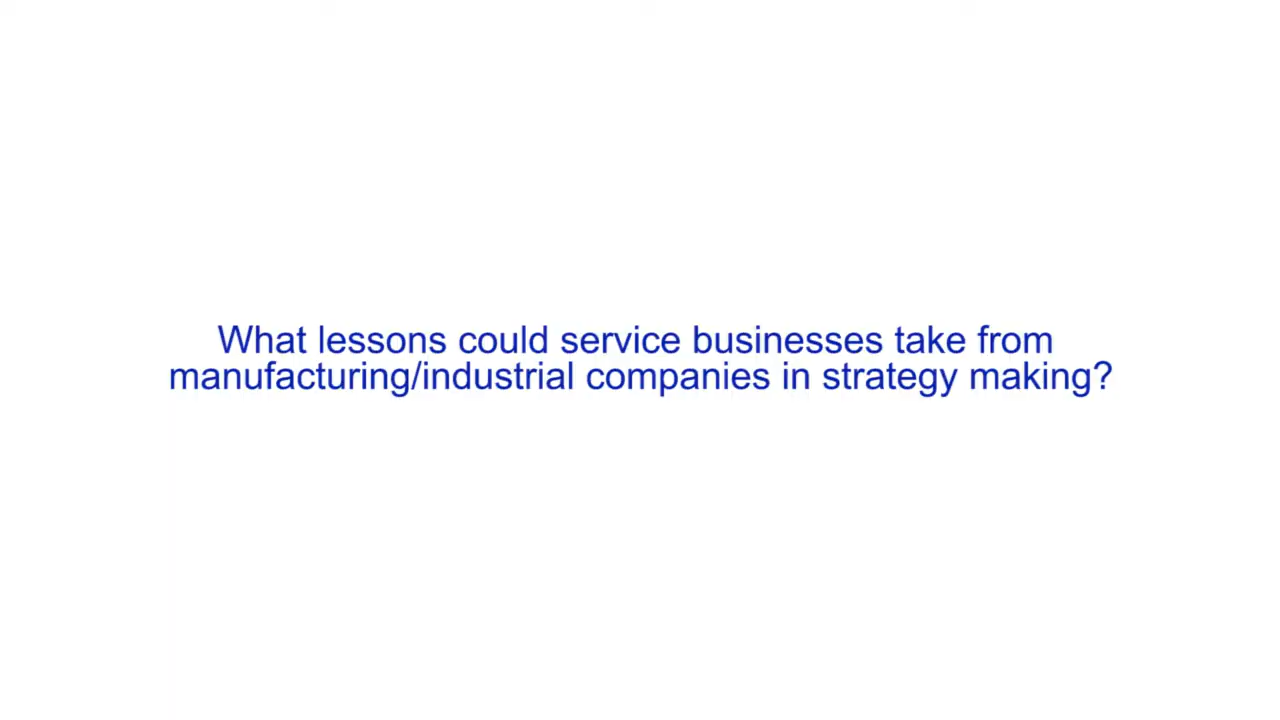 What lessons could service businesses take from
manufacturing/industrial companies in strategy making?